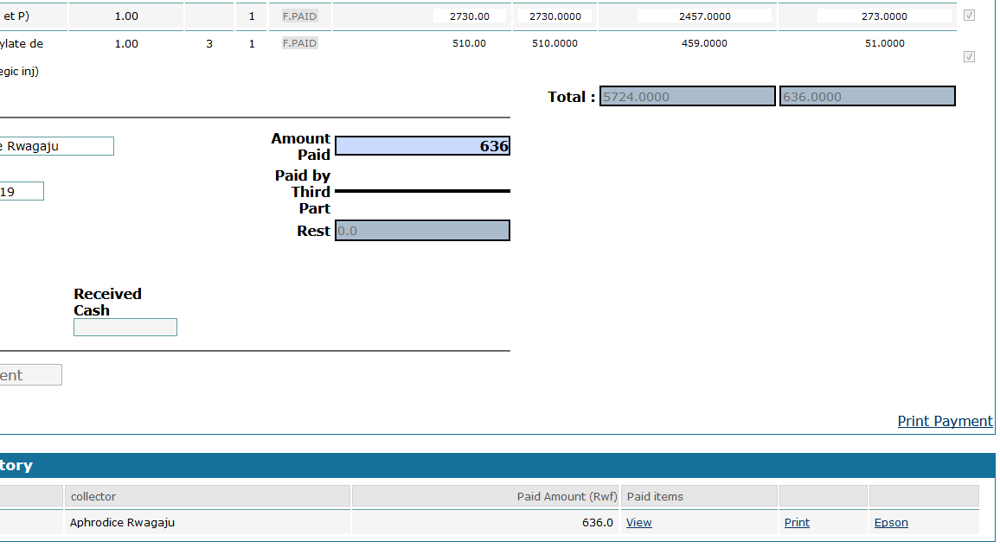 et P) 1.00 1 F.PAID 2730.00 2730.0000 2457.0000 273.0000
ylate de 1.00 3 1 F.PAID 510.00 510.0000 459.0000 51.0000
egic inj)
Total : 5724.0000 636.0000
Amount
Paid 636
e Rwagaju
Paid by
Third
Part
19
Rest 0.0
Received
Cash
ent
Print Payment
tory
collector Paid Amount (Rwf) Paid items
Aphrodice Rwagaju 636.0 View Print Epson